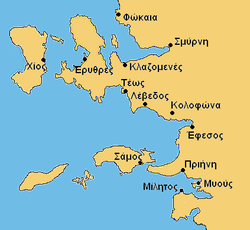 Φώκαια
Σμύρνη
Χίος
Ερυθρές
Κλαζομενές
Τέως
Λέβεδος
Κολοφώνα
Έφεσος
Σάμος
Πριήνη
Μίλητος
Μυούς